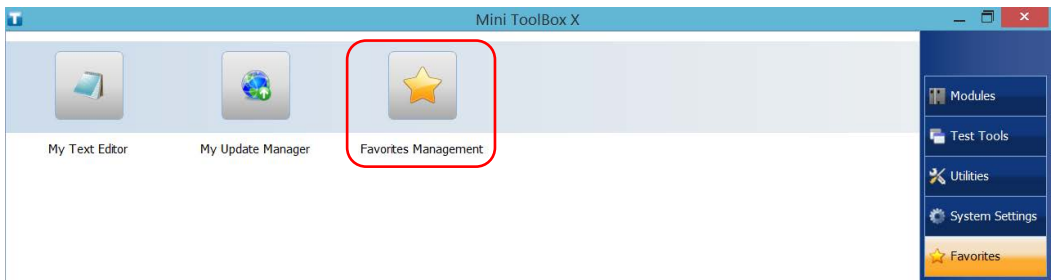 Mini ToolBox X
My Text Editor
My Update Manager
Favorites Management
Modules
Test Tools
Utilities
System Settings
Favorites